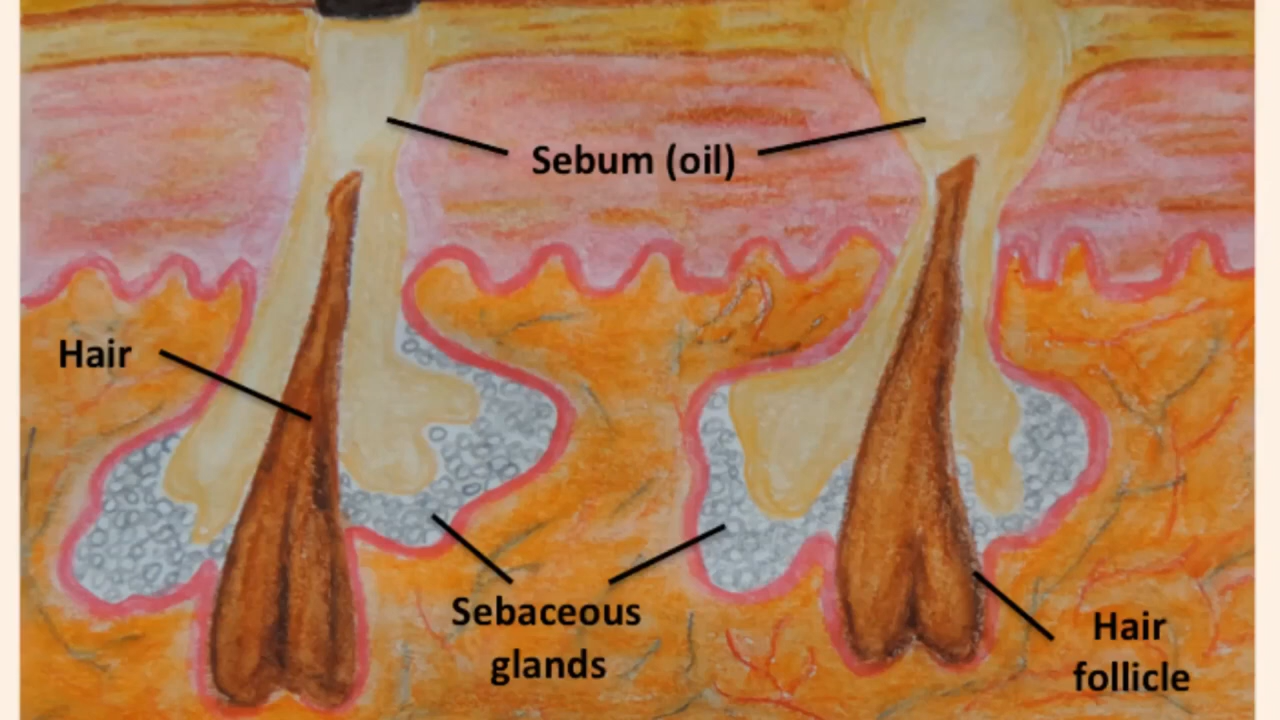 Sebum (oil)
Hair
Sebaceous
glands
Hair
follicle